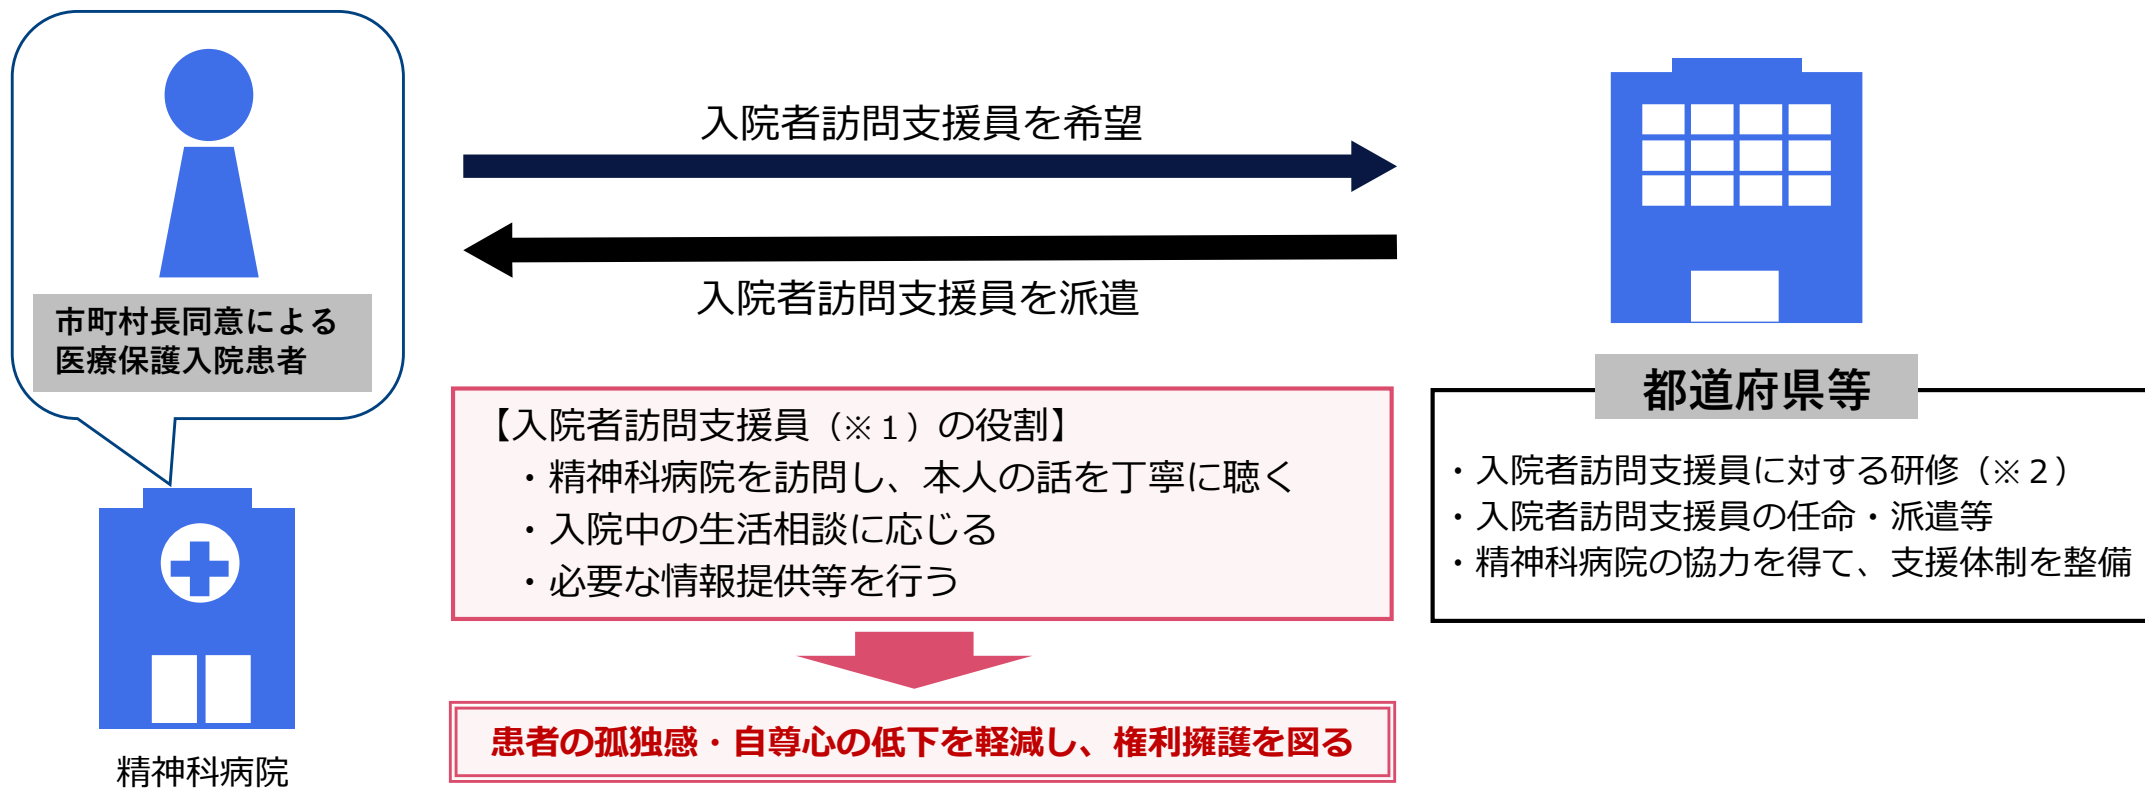 入院者訪問支援員を希望
入院者訪問支援員を派遣
市町村長同意による
医療保護入院患者
精神科病院
【入院者訪問支援員（※１）の役割】
・精神科病院を訪問し、本人の話を丁寧に聴く
・入院中の生活相談に応じる
・必要な情報提供等を行う
患者の孤独感・自尊心の低下を軽減し、権利擁護を図る
都道府県等
・入院者訪問支援員に対する研修（※２）
・入院者訪問支援員の任命・派遣等
・精神科病院の協力を得て、支援体制を整備